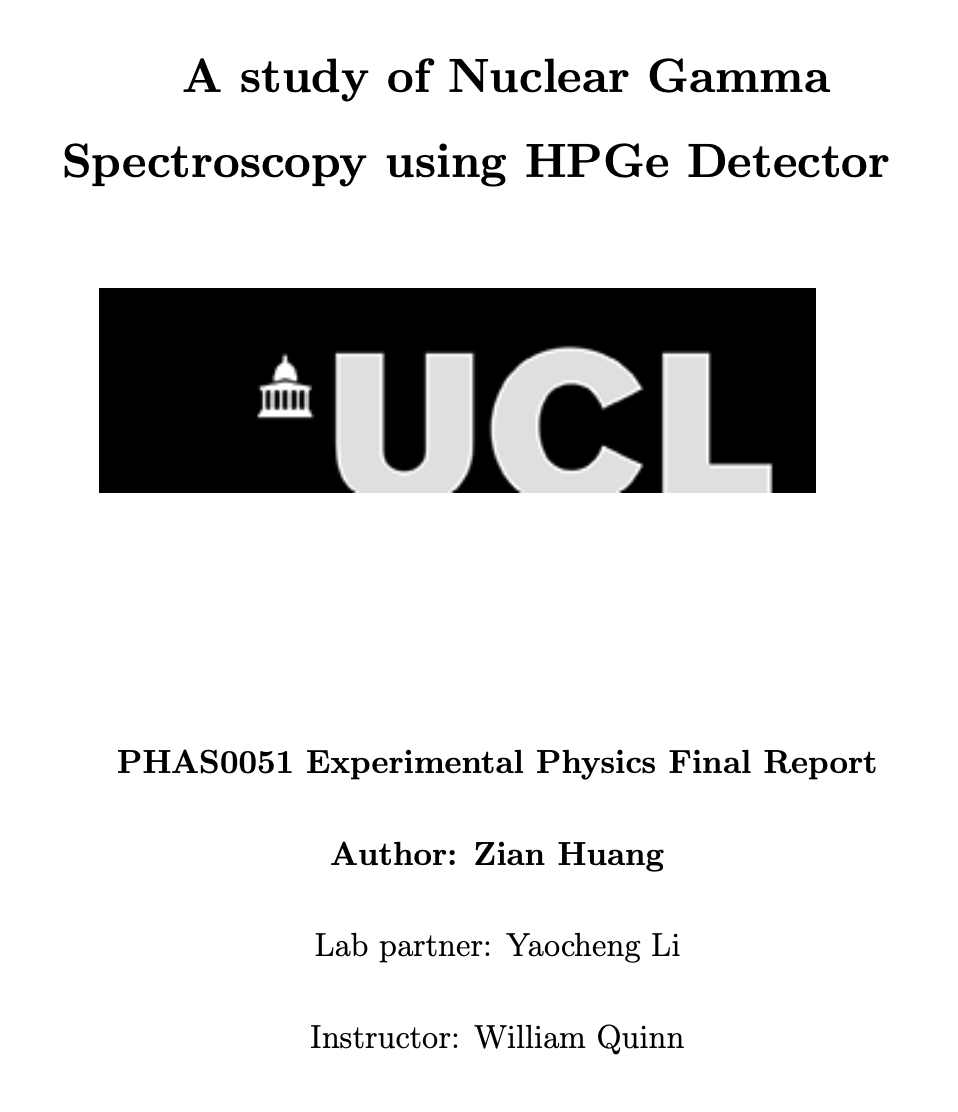 A study of Nuclear Gamma
Spectroscopy using HPGe Detector
UCL
PHAS0051 Experimental Physics Final Report
Author: Zian Huang
Lab partner: Yaocheng Li
Instructor: William Quinn